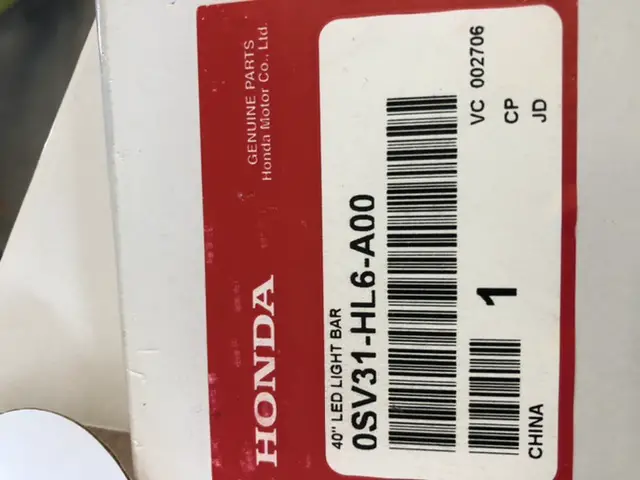 HONDA
GENUINE PARTS
Honda Motor Co., Ltd.
40" LED LIGHT BAR
0SV31-HL6-A00
VC 002706
1
CP
CHINA
JD